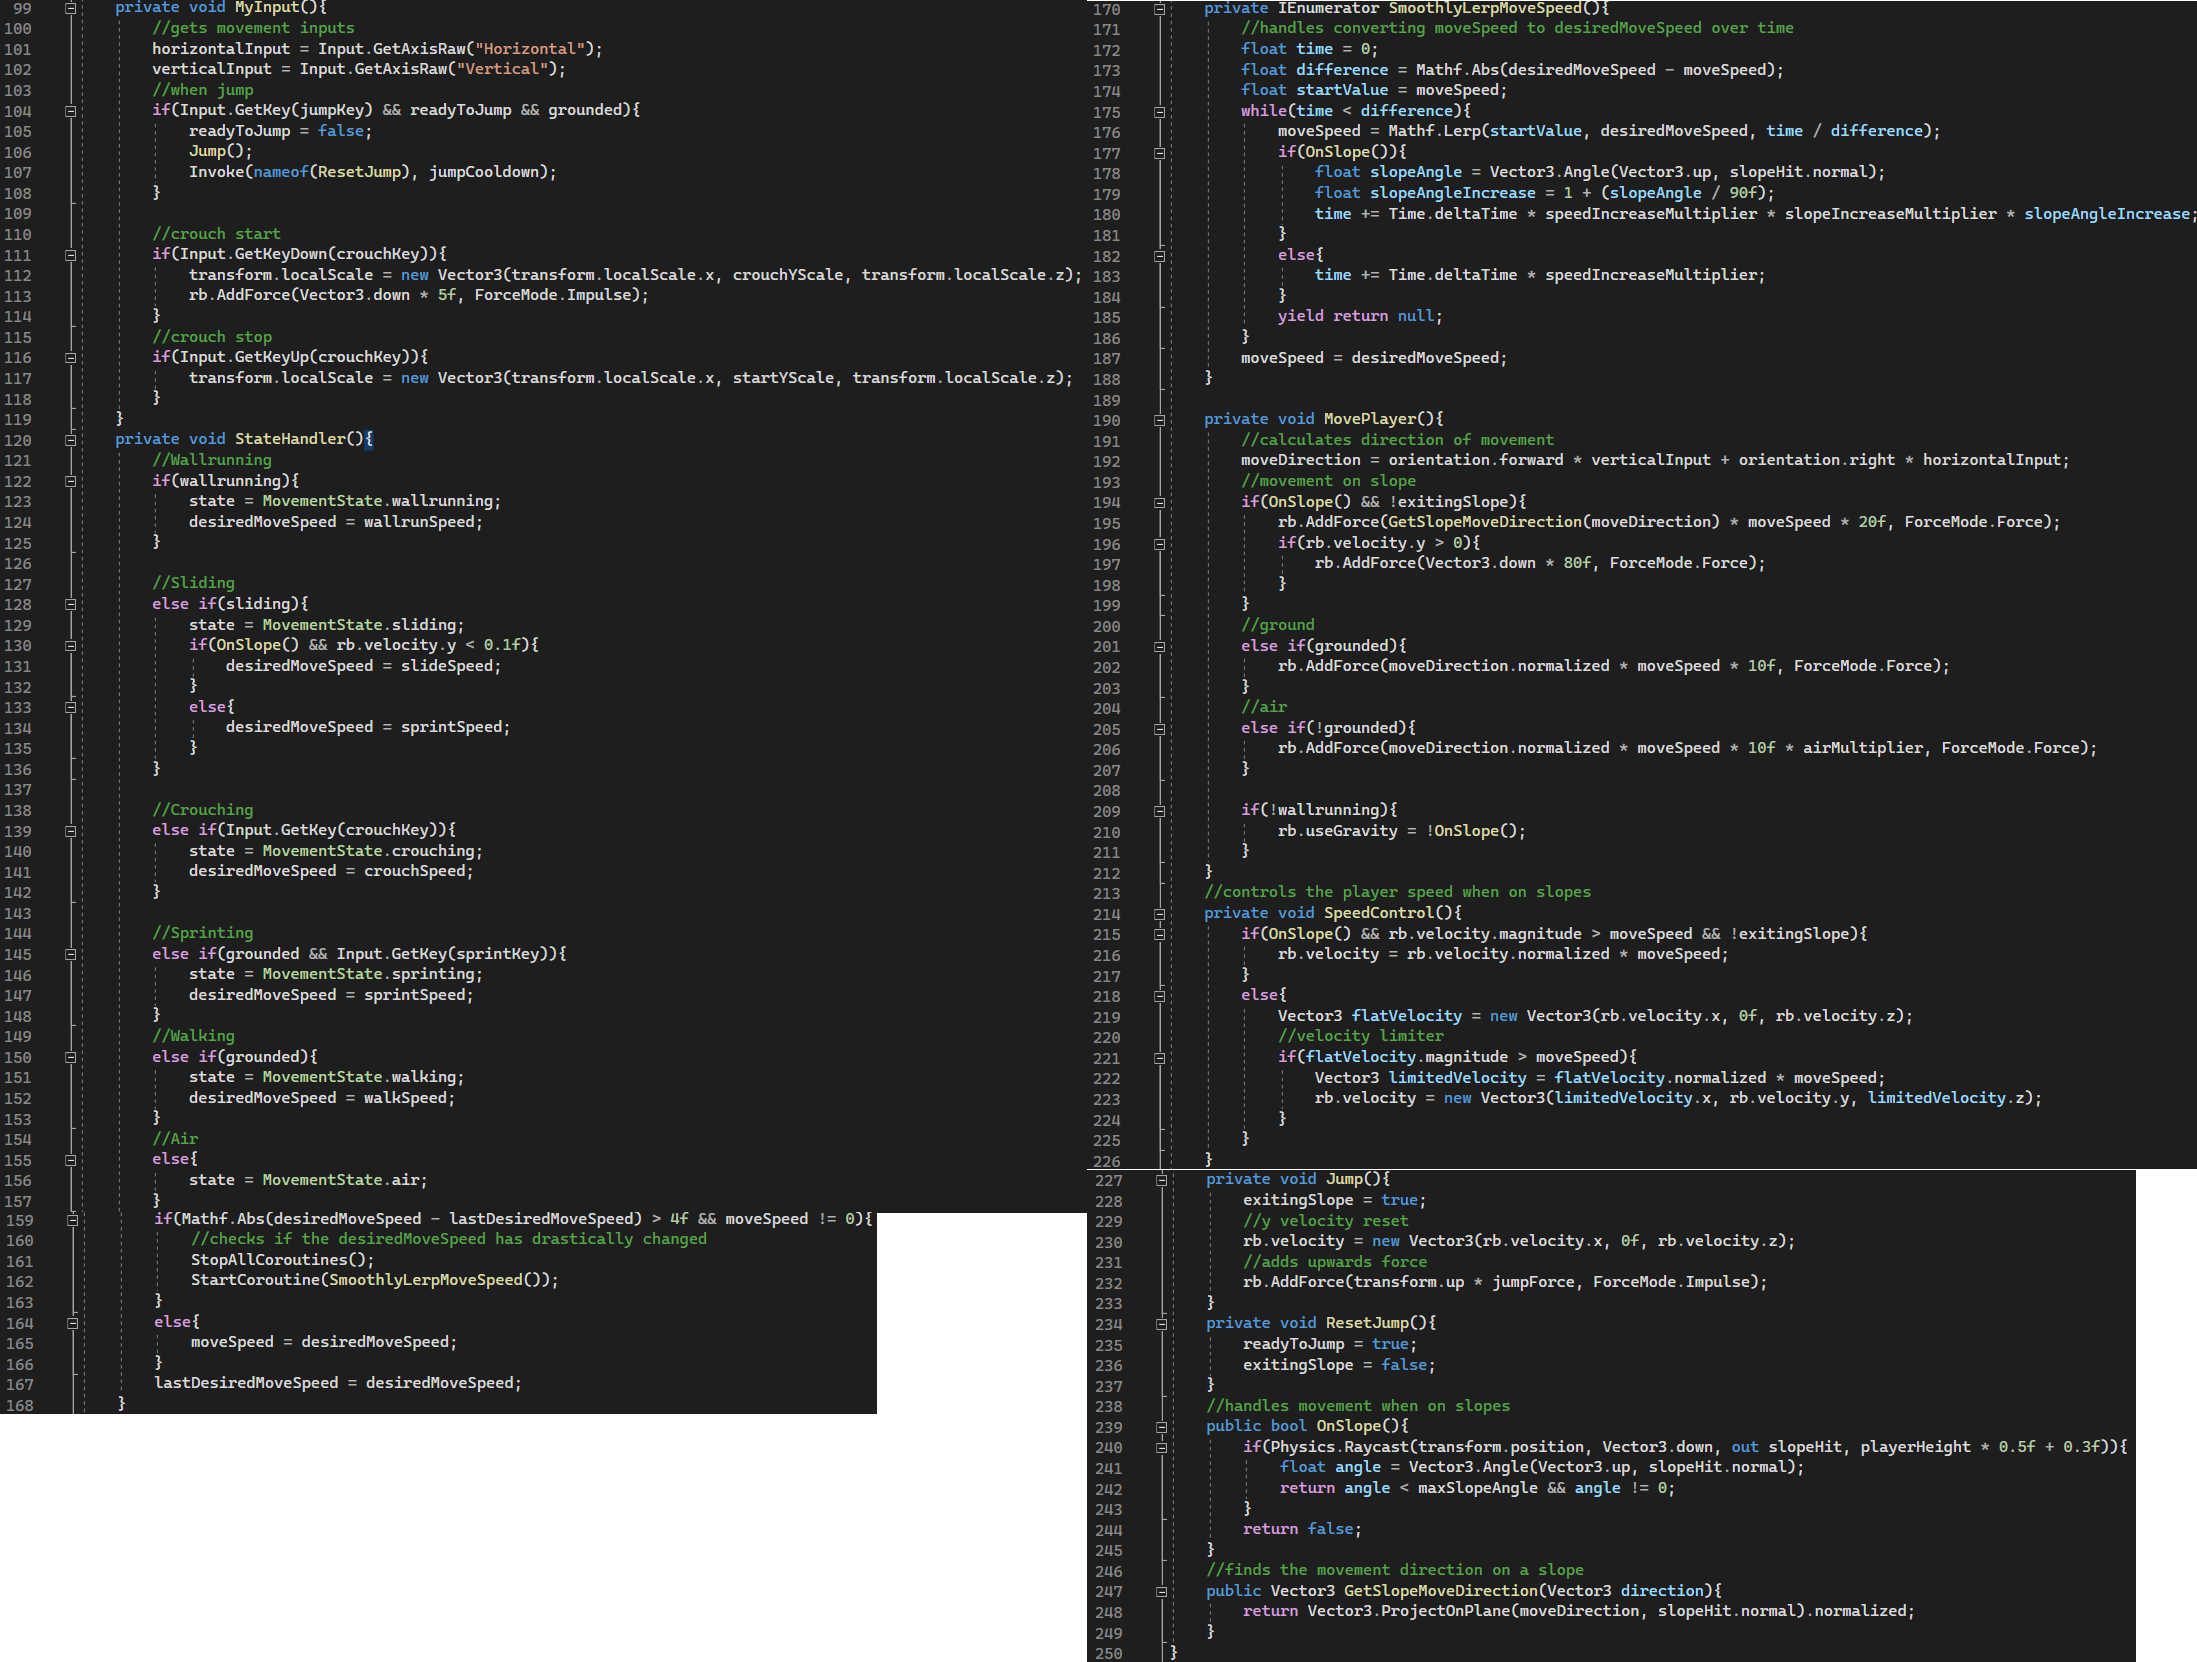 99 private void MyInput(){
100 //gets movement inputs
101 horizontalInput = Input.GetAxisRaw("Horizontal");
102 verticalInput = Input.GetAxisRaw("Vertical");
103 //when jump
104 if(Input.GetKey(jumpKey) && readyToJump && grounded){
105 readyToJump = false;
106 Jump();
107 Invoke(nameof(ResetJump), jumpCooldown);
108 }
109
110 //crouch start
111 if(Input.GetKeyDown(crouchKey)){
112 transform.localScale = new Vector3(transform.localScale.x, crouchYScale, transform.localScale.z);
113 rb.AddForce(Vector3.down * 5f, ForceMode.Impulse);
114 }
115 //crouch stop
116 if(Input.GetKeyUp(crouchKey)){
117 transform.localScale = new Vector3(transform.localScale.x, startYScale, transform.localScale.z);
118 }
119 }
120 private void StateHandler(){
121 //Wallrunning
122 if(wallrunning){
123 state = MovementState.wallrunning;
124 desiredMoveSpeed = wallrunSpeed;
125 }
126
127 //Sliding
128 else if(sliding){
129 state = MovementState.sliding;
130 if(OnSlope() && rb.velocity.y < 0.1f){
131 desiredMoveSpeed = slideSpeed;
132 }
133 else{
134 desiredMoveSpeed = sprintSpeed;
135 }
136 }
137
138 //Crouching
139 else if(Input.GetKey(crouchKey)){
140 state = MovementState.crouching;
141 desiredMoveSpeed = crouchSpeed;
142 }
143
144 //Sprinting
145 else if(grounded && Input.GetKey(sprintKey)){
146 state = MovementState.sprinting;
147 desiredMoveSpeed = sprintSpeed;
148 }
149 //Walking
150 else if(grounded){
151 state = MovementState.walking;
152 desiredMoveSpeed = walkSpeed;
153 }
154 //Air
155 else{
156 state = MovementState.air;
157 }
159 if(Mathf.Abs(desiredMoveSpeed - lastDesiredMoveSpeed) > 4f && moveSpeed != 0){
160 //checks if the desiredMoveSpeed has drastically changed
161 StopAllCoroutines();
162 StartCoroutine(SmoothlyLerpMoveSpeed());
163 }
164 else{
165 moveSpeed = desiredMoveSpeed;
166 }
167 lastDesiredMoveSpeed = desiredMoveSpeed;
168 }
170 private IEnumerator SmoothlyLerpMoveSpeed(){
171 //handles converting moveSpeed to desiredMoveSpeed over time
172 float time = 0;
173 float difference = Mathf.Abs(desiredMoveSpeed - moveSpeed);
174 float startValue = moveSpeed;
175 while(time < difference){
176 moveSpeed = Mathf.Lerp(startValue, desiredMoveSpeed, time / difference);
177 if(OnSlope()){
178 float slopeAngle = Vector3.Angle(Vector3.up, slopeHit.normal);
179 float slopeAngleIncrease = 1 + (slopeAngle / 90f);
180 time += Time.deltaTime * speedIncreaseMultiplier * slopeIncreaseMultiplier * slopeAngleIncrease;
181 }
182 else{
183 time += Time.deltaTime * speedIncreaseMultiplier;
184 }
185 yield return null;
186 }
187 moveSpeed = desiredMoveSpeed;
188 }
189
190 private void MovePlayer(){
191 //calculates direction of movement
192 moveDirection = orientation.forward * verticalInput + orientation.right * horizontalInput;
193 //movement on slope
194 if(OnSlope() && !exitingSlope){
195 rb.AddForce(GetSlopeMoveDirection(moveDirection) * moveSpeed * 20f, ForceMode.Force);
196 if(rb.velocity.y > 0){
197 rb.AddForce(Vector3.down * 80f, ForceMode.Force);
198 }
199 }
200 //ground
201 else if(grounded){
202 rb.AddForce(moveDirection.normalized * moveSpeed * 10f, ForceMode.Force);
203 }
204 //air
205 else if(!grounded){
206 rb.AddForce(moveDirection.normalized * moveSpeed * 10f * airMultiplier, ForceMode.Force);
207 }
208
209 if(!wallrunning){
210 rb.useGravity = !OnSlope();
211 }
212 }
213 //controls the player speed when on slopes
214 private void SpeedControl(){
215 if(OnSlope() && rb.velocity.magnitude > moveSpeed && !exitingSlope){
216 rb.velocity = rb.velocity.normalized * moveSpeed;
217 }
218 else{
219 Vector3 flatVelocity = new Vector3(rb.velocity.x, 0f, rb.velocity.z);
220 //velocity limiter
221 if(flatVelocity.magnitude > moveSpeed){
222 Vector3 limitedVelocity = flatVelocity.normalized * moveSpeed;
223 rb.velocity = new Vector3(limitedVelocity.x, rb.velocity.y, limitedVelocity.z);
224 }
225 }
226 }
227 private void Jump(){
228 exitingSlope = true;
229 //y velocity reset
230 rb.velocity = new Vector3(rb.velocity.x, 0f, rb.velocity.z);
231 //adds upwards force
232 rb.AddForce(transform.up * jumpForce, ForceMode.Impulse);
233 }
234 private void ResetJump(){
235 readyToJump = true;
236 exitingSlope = false;
237 }
238 //handles movement when on slopes
239 public bool OnSlope(){
240 if(Physics.Raycast(transform.position, Vector3.down, out slopeHit, playerHeight * 0.5f + 0.3f)){
241 float angle = Vector3.Angle(Vector3.up, slopeHit.normal);
242 return angle < maxSlopeAngle && angle != 0;
243 }
244 return false;
245 }
246 //finds the movement direction on a slope
247 public Vector3 GetSlopeMoveDirection(Vector3 direction){
248 return Vector3.ProjectOnPlane(moveDirection, slopeHit.normal).normalized;
249 }
250 }